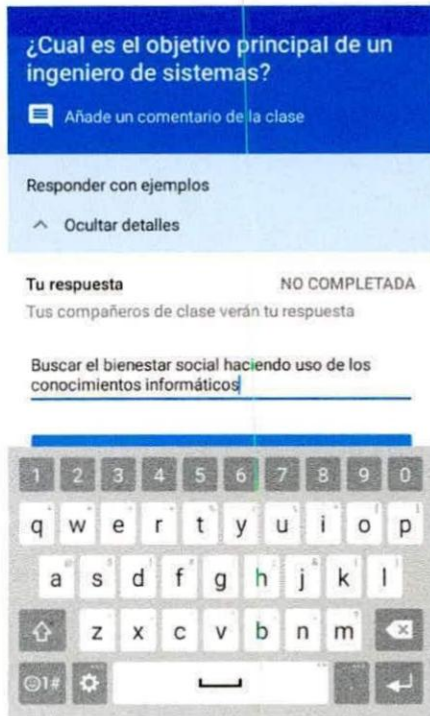 ¿Cual es el objetivo principal de un
ingeniero de sistemas?
Añade un comentario de la clase
Responder con ejemplos
Ocultar detalles
Tu respuesta NO COMPLETADA
Tus compañeros de clase verán tu respuesta
Buscar el bienestar social haciendo uso de los
conocimientos informáticos
1 2 3 4 5 6 7 8 9 0
q w e r t y u i o p
a s d f g h j k l
z x c v b n m
1#